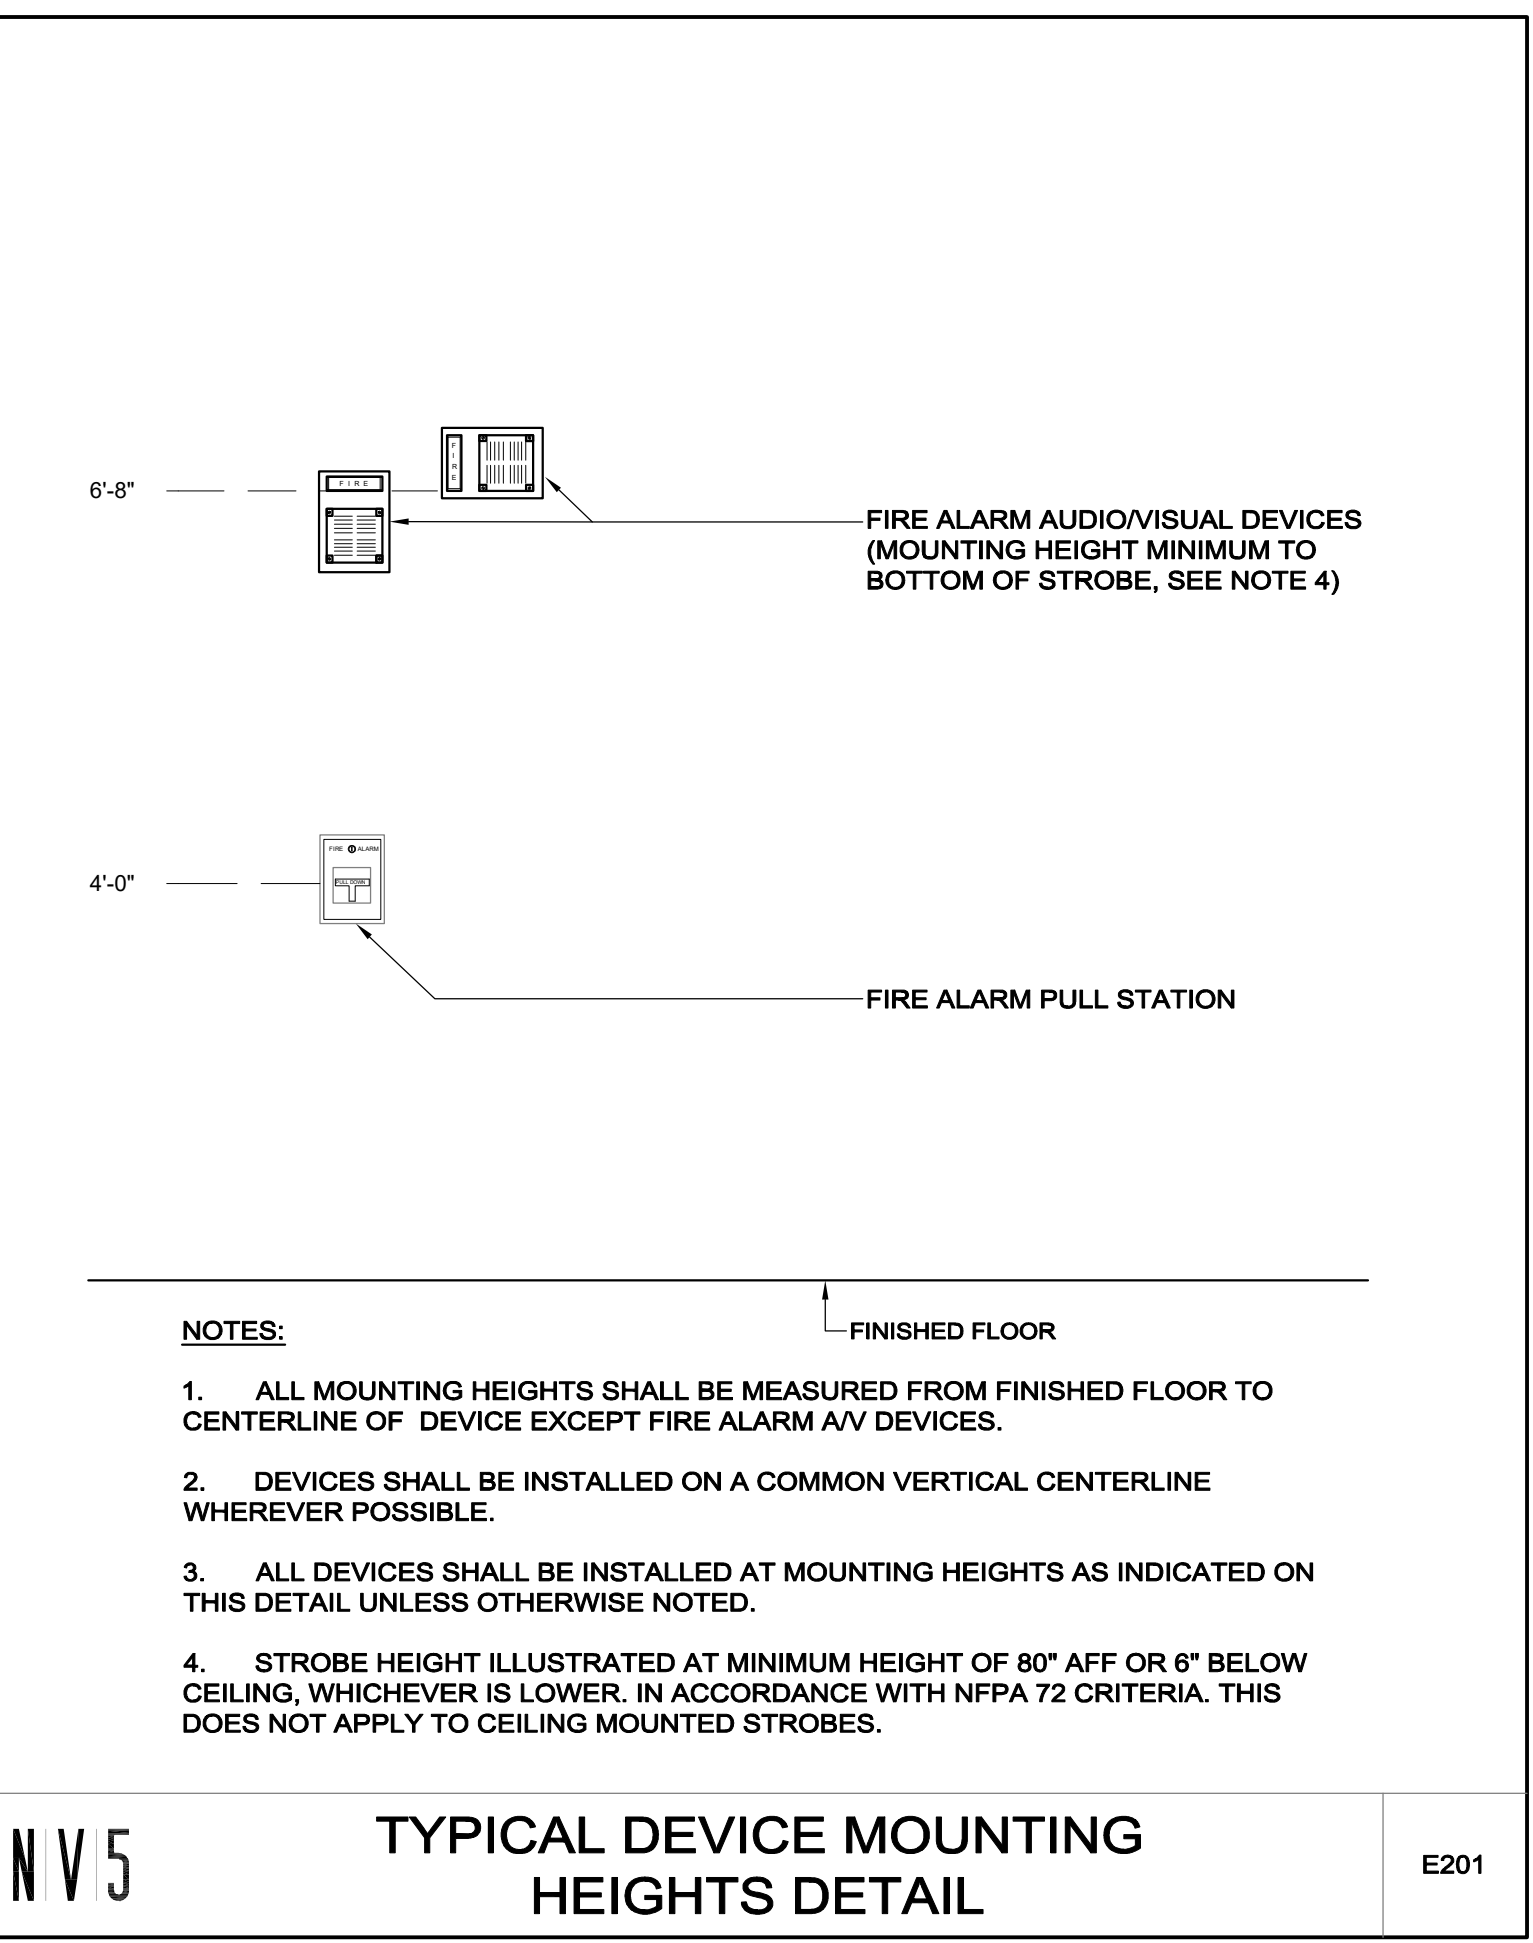 FIRE
FIRE
6'-8"
FIRE ALARM AUDIO/VISUAL DEVICES
(MOUNTING HEIGHT MINIMUM TO
BOTTOM OF STROBE, SEE NOTE 4)
FIRE ALARM
PULL DOWN
4'-0"
FIRE ALARM PULL STATION
FINISHED FLOOR
NOTES:
1. ALL MOUNTING HEIGHTS SHALL BE MEASURED FROM FINISHED FLOOR TO
CENTERLINE OF DEVICE EXCEPT FIRE ALARM A/V DEVICES.
2. DEVICES SHALL BE INSTALLED ON A COMMON VERTICAL CENTERLINE
WHEREVER POSSIBLE.
3. ALL DEVICES SHALL BE INSTALLED AT MOUNTING HEIGHTS AS INDICATED ON
THIS DETAIL UNLESS OTHERWISE NOTED.
4. STROBE HEIGHT ILLUSTRATED AT MINIMUM HEIGHT OF 80" AFF OR 6" BELOW
CEILING, WHICHEVER IS LOWER. IN ACCORDANCE WITH NFPA 72 CRITERIA. THIS
DOES NOT APPLY TO CEILING MOUNTED STROBES.
N|V|5
TYPICAL DEVICE MOUNTING
HEIGHTS DETAIL
E201